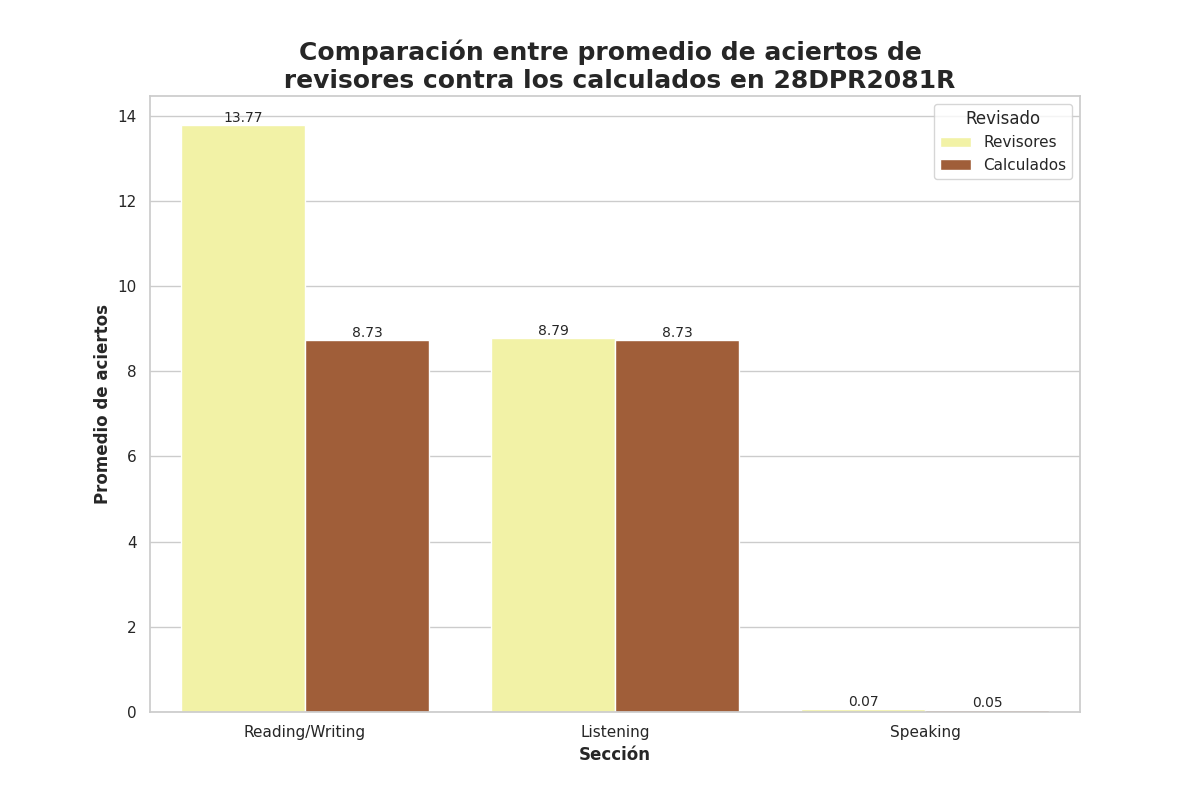 Comparación entre promedio de aciertos de
revisores contra los calculados en 28DPR2081R
Revisado
Revisores
Calculados
Promedio de aciertos
14
12
10
8
6
4
2
0
13.77
8.73
8.79
8.73
0.07
0.05
Reading/Writing
Listening
Speaking
Sección